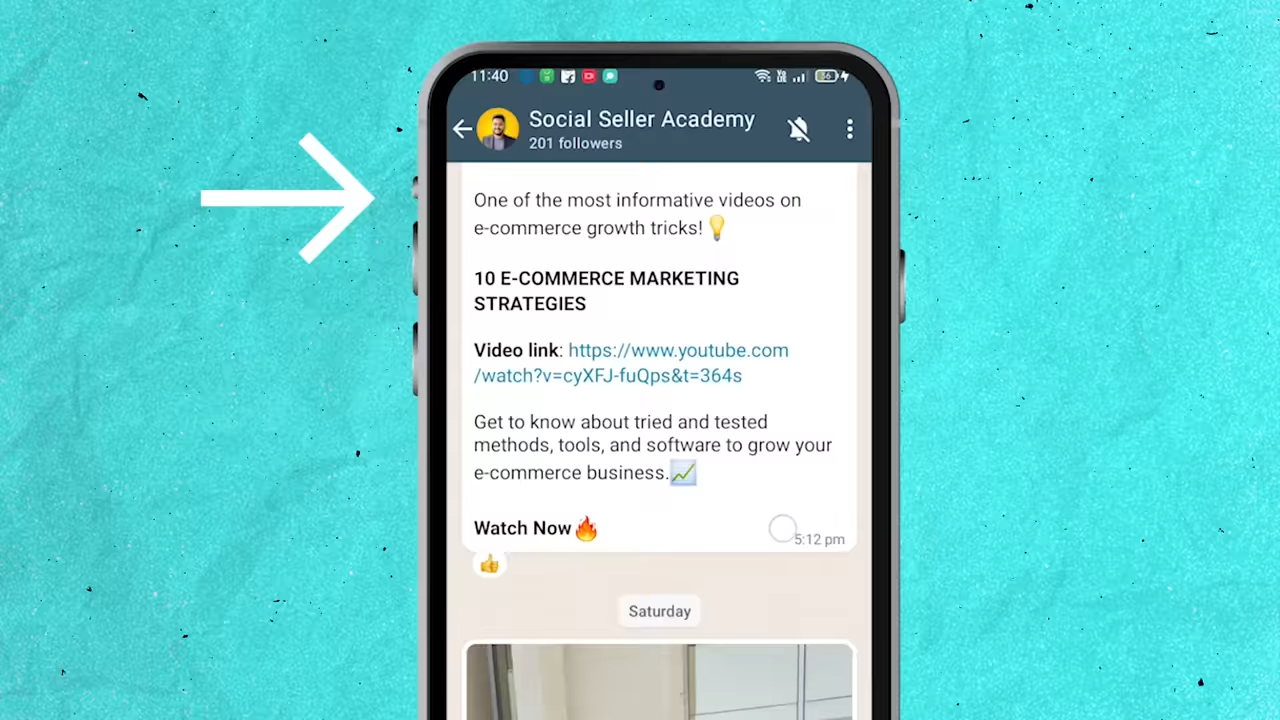 11:40
Social Seller Academy
201 followers
One of the most informative videos on
e-commerce growth tricks!💡
10 E-COMMERCE MARKETING
STRATEGIES
Video link: https://www.youtube.com
/watch?v=cyXFJ-fuQps&t=364s
Get to know about tried and tested
methods, tools, and software to grow your
e-commerce business.📈
Watch Now🔥
5:12 pm
👍
Saturday